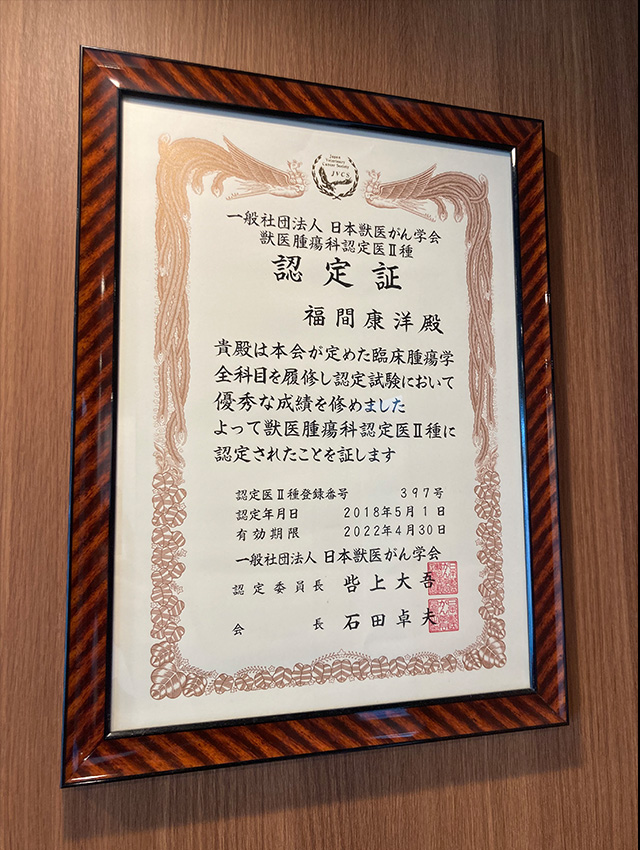 Japan
Veterinary
Cancer Society
JVCS
一般社団法人 日本獣医がん学会
獣医腫瘍科認定医Ⅱ種
認定証
福間康洋殿
貴殿は本会が定めた臨床腫瘍学
全科目を履修し認定試験において
優秀な成績を修めました
よって獣医腫瘍科認定医Ⅱ種に
認定されたことを証します
認定医Ⅱ種登録番号 397号
認定年月日 2018年5月1日
有効期限 2022年4月30日
一般社団法人 日本獣医がん学会
認定委員長 呰上大吾
会長 石田卓夫